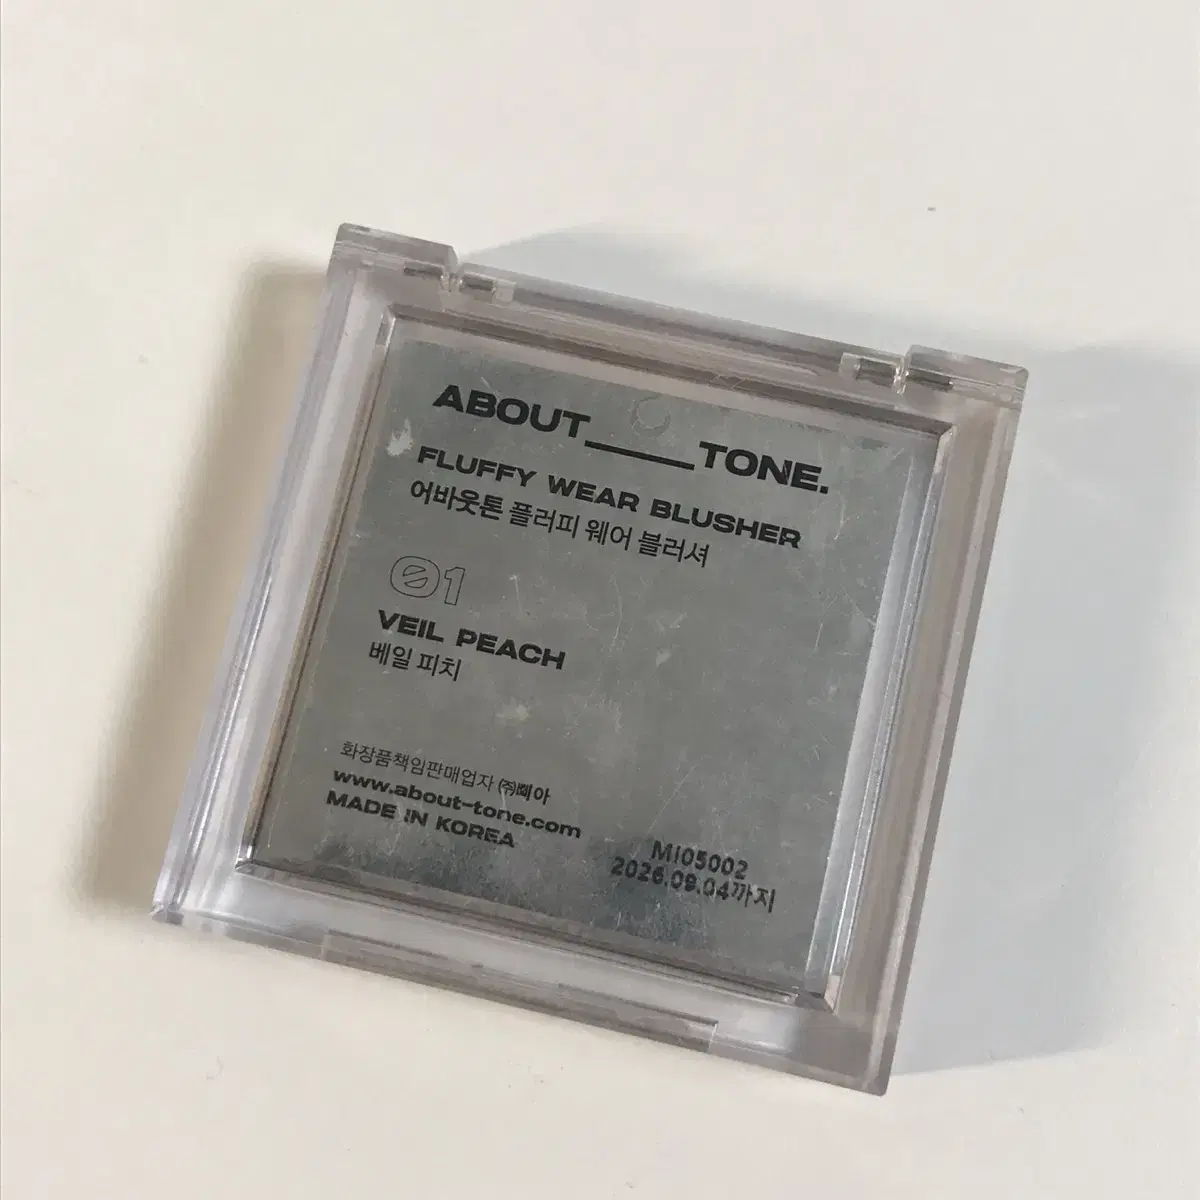 ABOUT____TONE.
FLUFFY WEAR BLUSHER
어바웃톤 플러피 웨어 블러셔
01
VEIL PEACH
베일 피치
화장품책임판매업자 ㈜삐아
www.about-tone.com
MADE IN KOREA
MI05002
2026.09.04까지